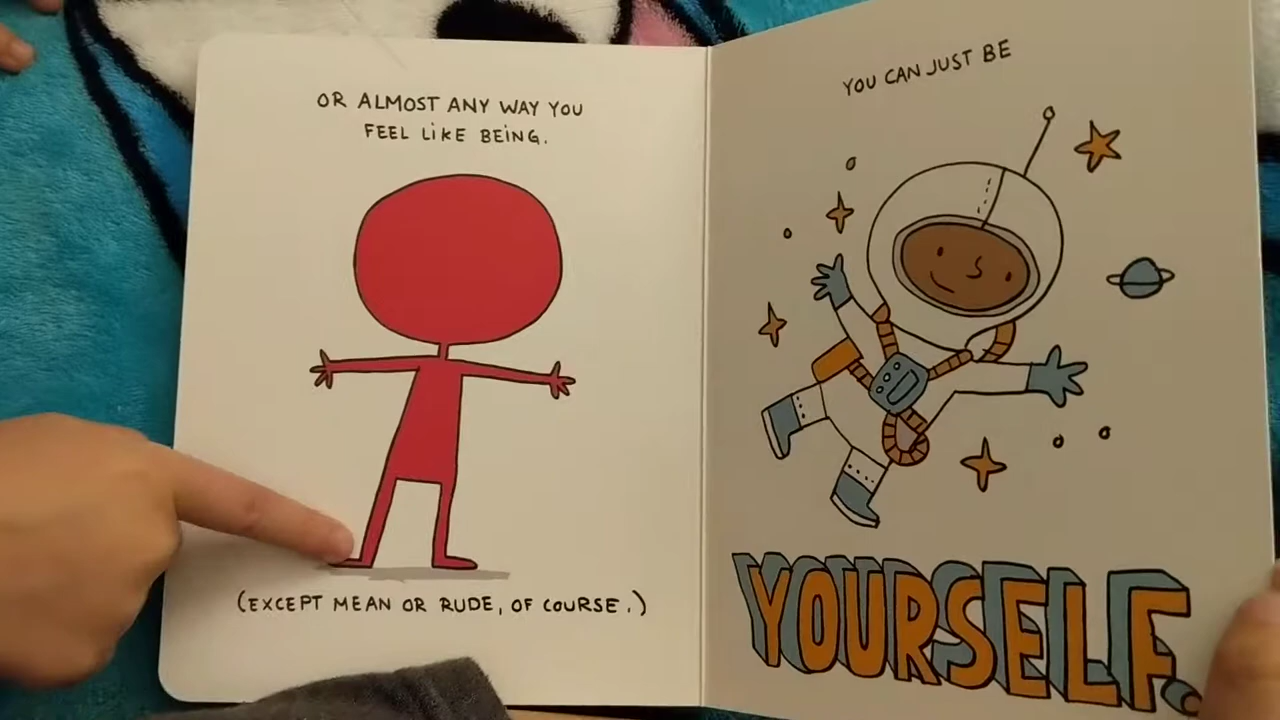 OR ALMOST ANY WAY YOU
FEEL LIKE BEING.
(EXCEPT MEAN OR RUDE, OF COURSE.)
YOU CAN JUST BE
YOURSELF.